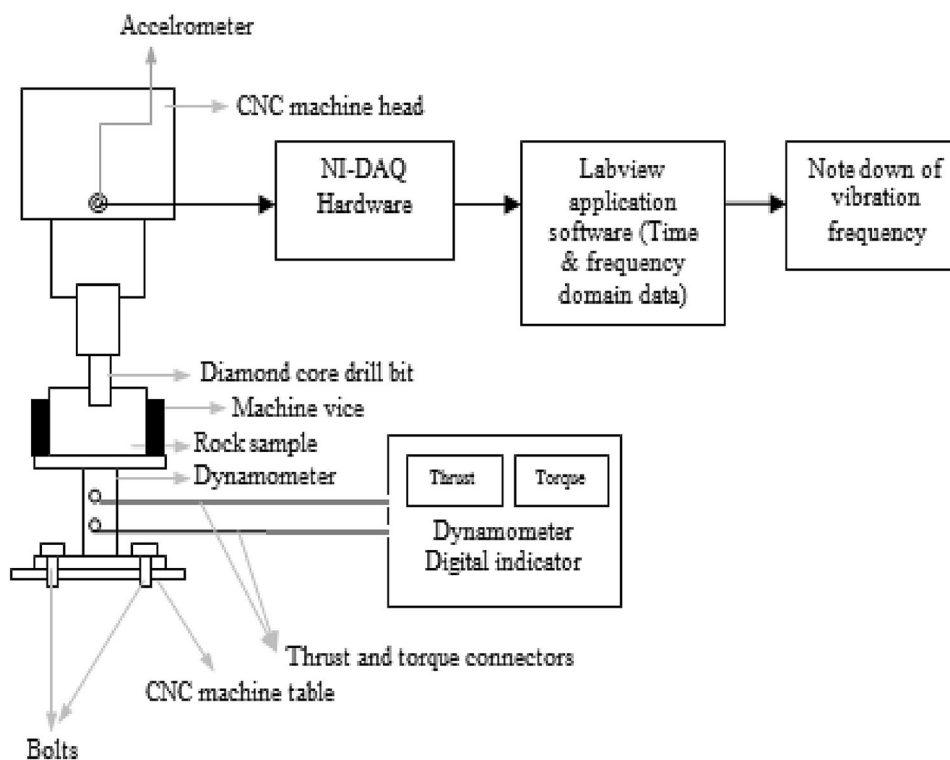 Accelrometer
CNC machine head
NI-DAQ
Hardware
Labview
application
software (Time
& frequency
domain data)
Note down of
vibration
frequency
Diamond core drill bit
Machine vice
Rock sample
Dynamometer
Thrust
Torque
Dynamometer
Digital indicator
Thrust and torque connectors
CNC machine table
Bolts